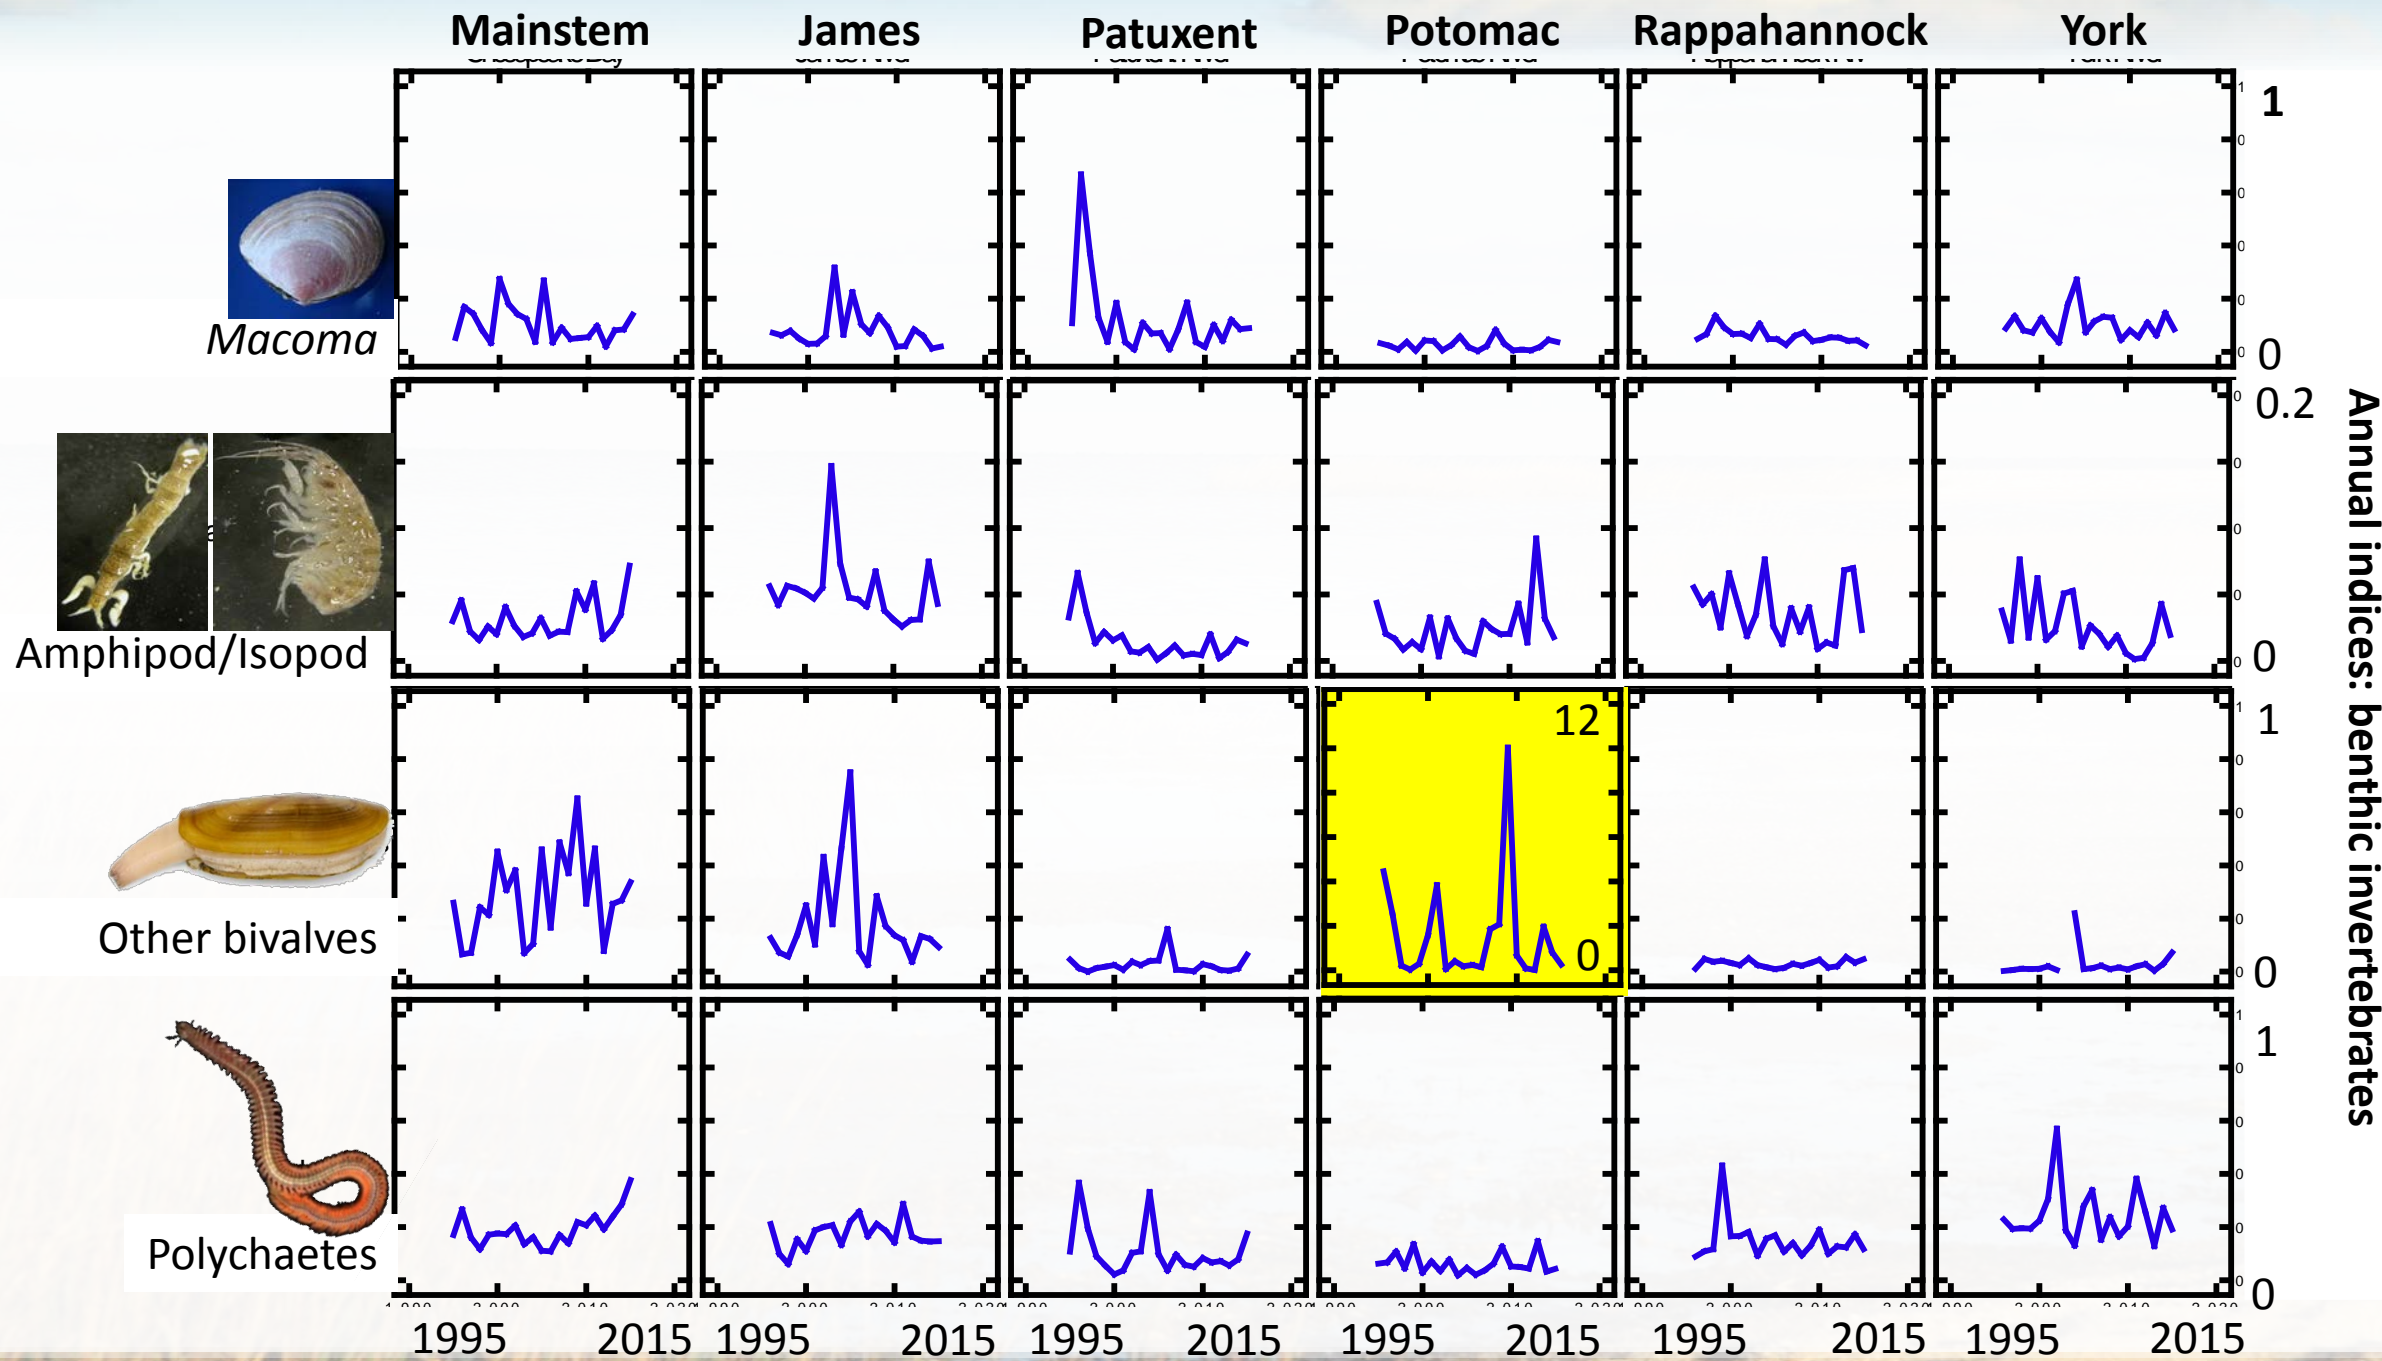 Mainstem James Patuxent Potomac Rappahannock York
1
Macoma
0
0.2
Amphipod/Isopod
0
12
1
Other bivalves
0
0
1
Polychaetes
0
1995 2015 1995 2015 1995 2015 1995 2015 1995 2015 1995 2015
Annual indices: benthic invertebrates